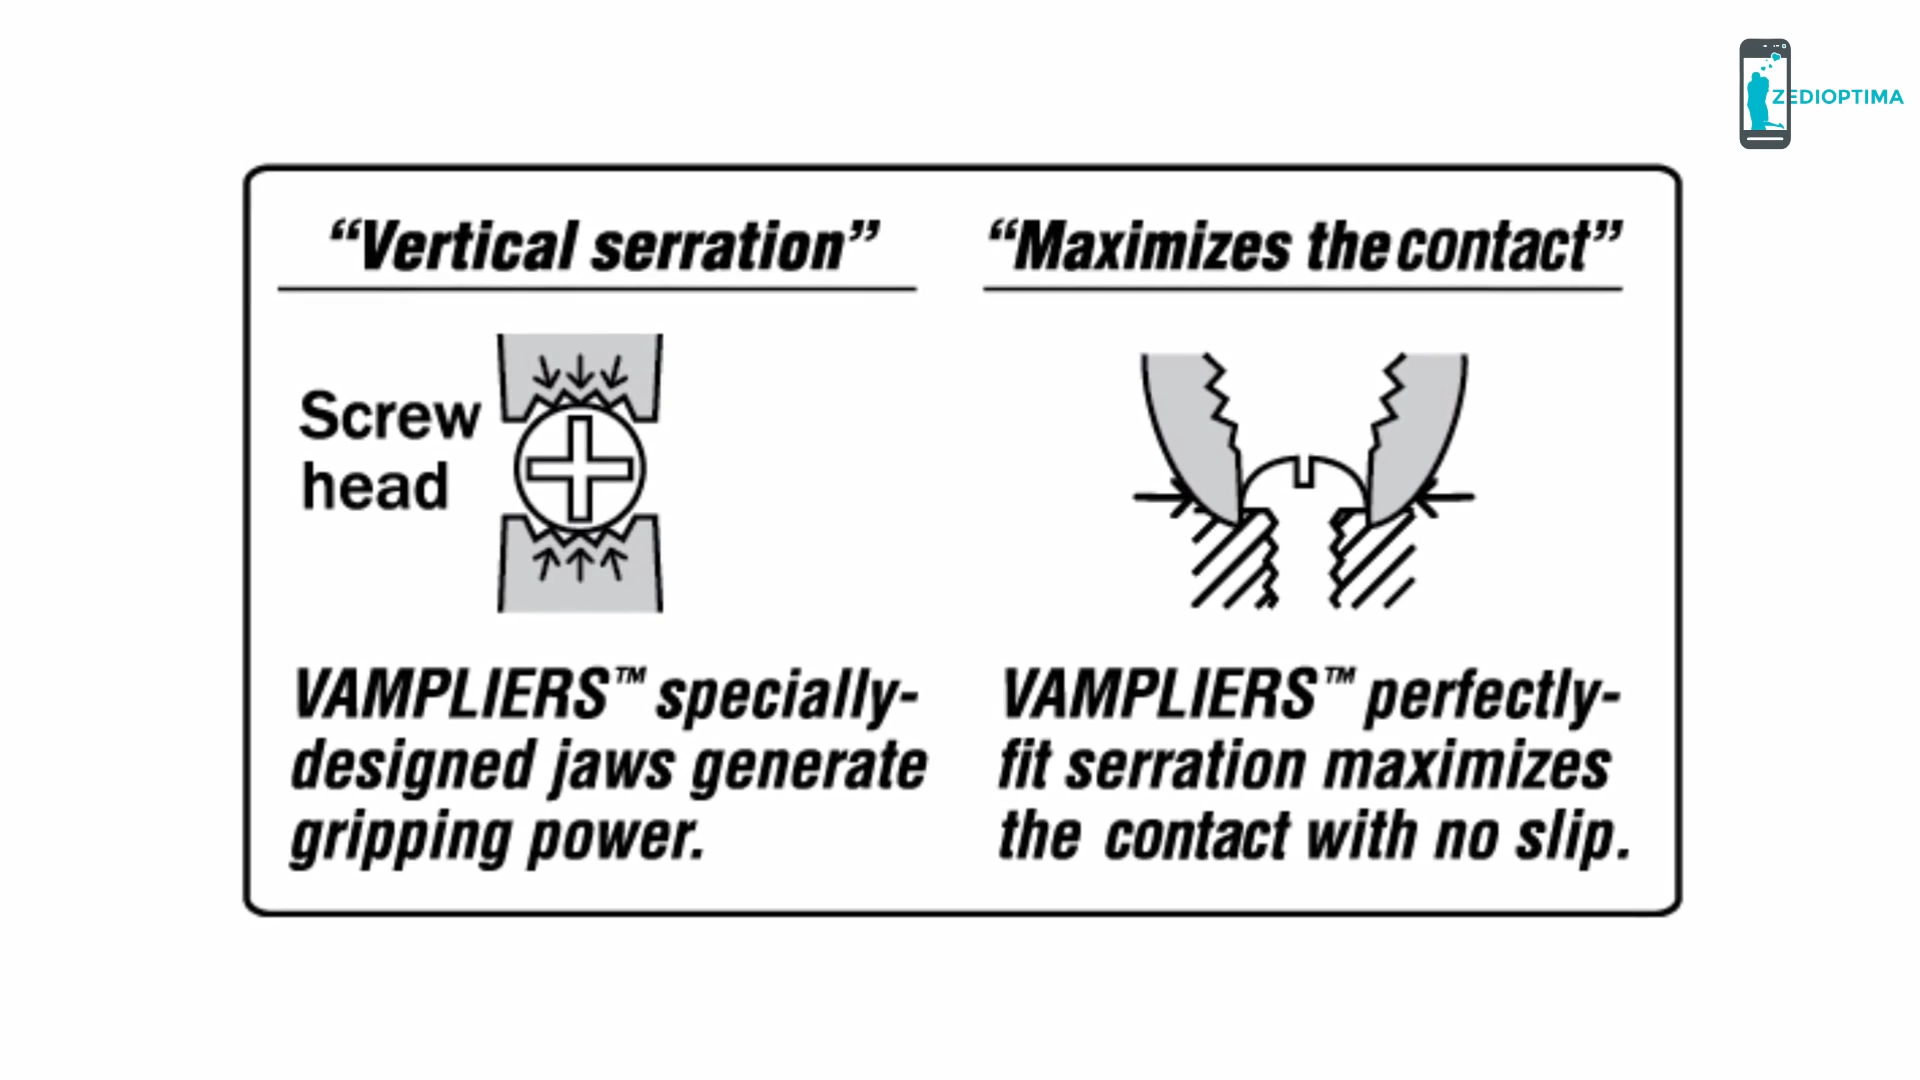 ZEDIOPTIMA
“Vertical serration”
Screw
head
VAMPLIERS™ specially-
designed jaws generate
gripping power.
“Maximizes the contact”
VAMPLIERS™ perfectly-
fit serration maximizes
the contact with no slip.